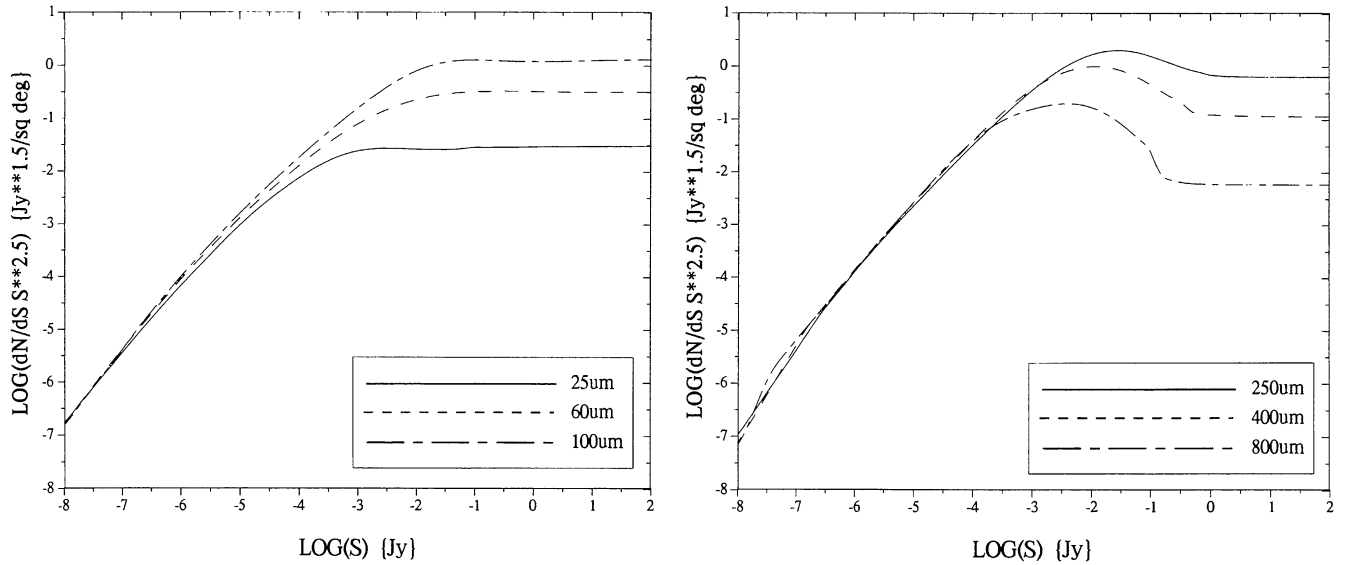 LOG(dN/dS S**2.5) {Jy**1.5/sq deg}
1
0
-1
-2
-3
-4
-5
-6
-7
-8
25um
60um
100um
-8 -7 -6 -5 -4 -3 -2 -1 0 1 2
LOG(S) {Jy}
LOG(dN/dS S**2.5) {Jy**1.5/sq deg}
1
0
-1
-2
-3
-4
-5
-6
-7
-8
250um
400um
800um
-8 -7 -6 -5 -4 -3 -2 -1 0 1 2
LOG(S) {Jy}